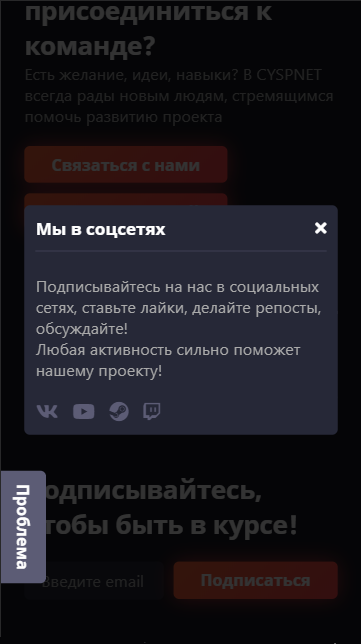 присоединиться к
команде?
Есть желание, идеи, навыки? В CYSPNET
всегда рады новым людям, стремящимся
помочь развитию проекта
Связаться с нами
Мы в соцсетях
Подписывайтесь на нас в социальных
сетях, ставьте лайки, делайте репосты,
обсуждайте!
Любая активность сильно поможет
нашему проекту!
Проблема
одписывайтесь,
чтобы быть в курсе!
Введите email
Подписаться